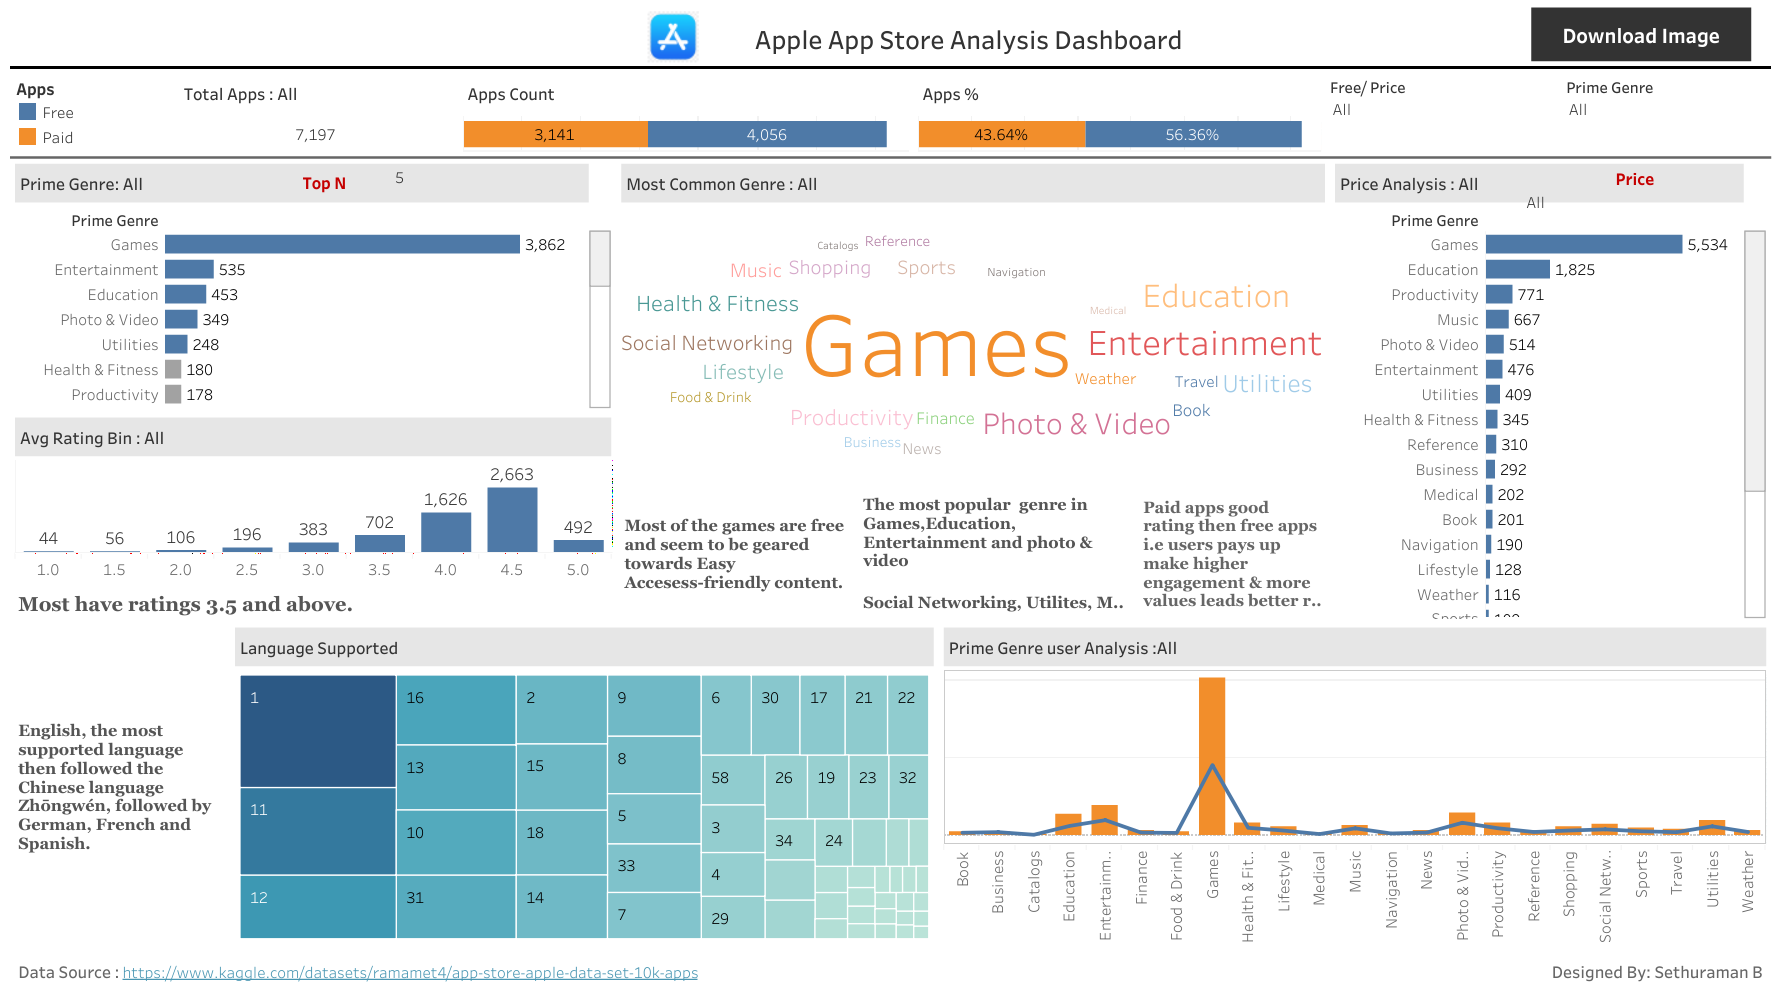 Apple App Store Analysis Dashboard
Download Image
Apps
Free
Paid
Total Apps : All
7,197
Apps Count
3,141
4,056
Apps %
43.64%
56.36%
Free/ Price
All
Prime Genre
All
Prime Genre: All
Top N
5
Prime Genre
Games 3,862
Entertainment 535
Education 453
Photo & Video 349
Utilities 248
Health & Fitness 180
Productivity 178
Avg Rating Bin : All
44 56 106 196 383 702 1,626 2,663 492
1.0 1.5 2.0 2.5 3.0 3.5 4.0 4.5 5.0
Most have ratings 3.5 and above.
Most Common Genre : All
Catalogs Reference
Music Shopping Sports Navigation
Health & Fitness Medical Education
Social Networking Games Entertainment
Lifestyle Weather Travel Utilities
Food & Drink Book
Productivity Finance Photo & Video
Business News
Most of the games are free
and seem to be geared
towards Easy
Accesess-friendly content.
The most popular  genre in
Games,Education,
Entertainment and photo &
video
Social Networking, Utilites, M..
Paid apps good
rating then free apps
i.e users pays up
make higher
engagement & more
values leads better r..
Price Analysis : All
Price
All
Prime Genre
Games 5,534
Education 1,825
Productivity 771
Music 667
Photo & Video 514
Entertainment 476
Utilities 409
Health & Fitness 345
Reference 310
Business 292
Medical 202
Book 201
Navigation 190
Lifestyle 128
Weather 116
Sports
English, the most
supported language
then followed the
Chinese language
Zhōngwén, followed by
German, French and
Spanish.
Language Supported
1 16 2 9 6 30 17 21 22
13 15 8 58 26 19 23 32
11 10 18 5 3 34 24
12 31 14 33 4
7 29
Prime Genre user Analysis :All
Book
Business
Catalogs
Education
Entertainm..
Finance
Food & Drink
Games
Health & Fit..
Lifestyle
Medical
Music
Navigation
News
Photo & Vid..
Productivity
Reference
Shopping
Social Netw..
Sports
Travel
Utilities
Weather
Data Source : https://www.kaggle.com/datasets/ramamet4/app-store-apple-data-set-10k-apps
Designed By: Sethuraman B